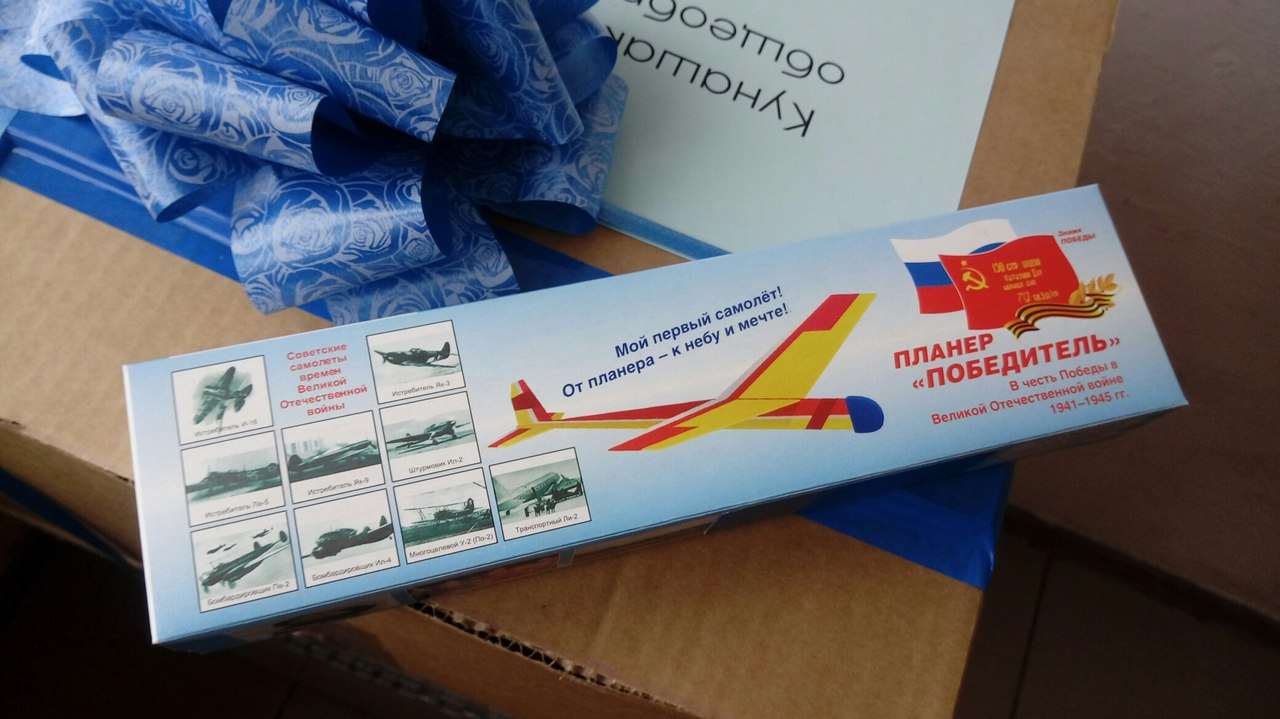 Кунашак
общеоб
Советские
самолеты
времен
Великой
Отечественной
войны
Истребитель Як-3
Истребитель И-16
Истребитель Ла-5
Истребитель Як-9
Штурмовик Ил-2
Бомбардировщик Пе-2
Бомбардировщик Ил-4
Многоцелевой У-2 (По-2)
Транспортный Ли-2
Мой первый самолёт!
От планера – к небу и мечте!
Знамя
ПОБЕДЫ
ПЛАНЕР
«ПОБЕДИТЕЛЬ»
В честь Победы в
Великой Отечественной войне
1941–1945 гг.